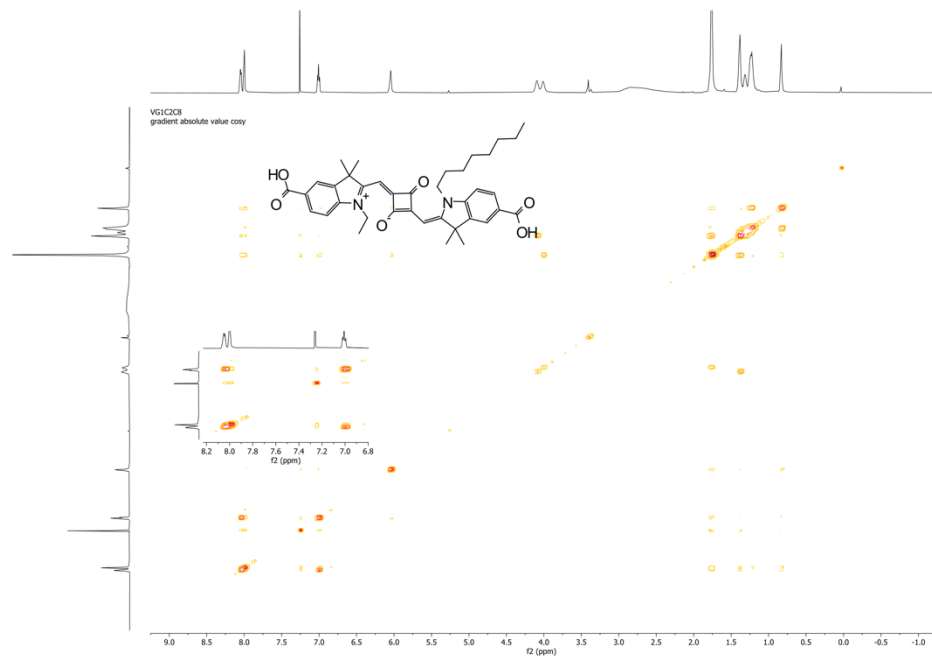 VG1C2C8
gradient absolute value cosy
HO
O
N
+
O
O
-
N
O
OH
8.2 8.0 7.8 7.6 7.4 7.2 7.0 6.8
f2 (ppm)
9.0 8.5 8.0 7.5 7.0 6.5 6.0 5.5 5.0 4.5 4.0 3.5 3.0 2.5 2.0 1.5 1.0 0.5 0.0 -0.5 -1.0
f2 (ppm)